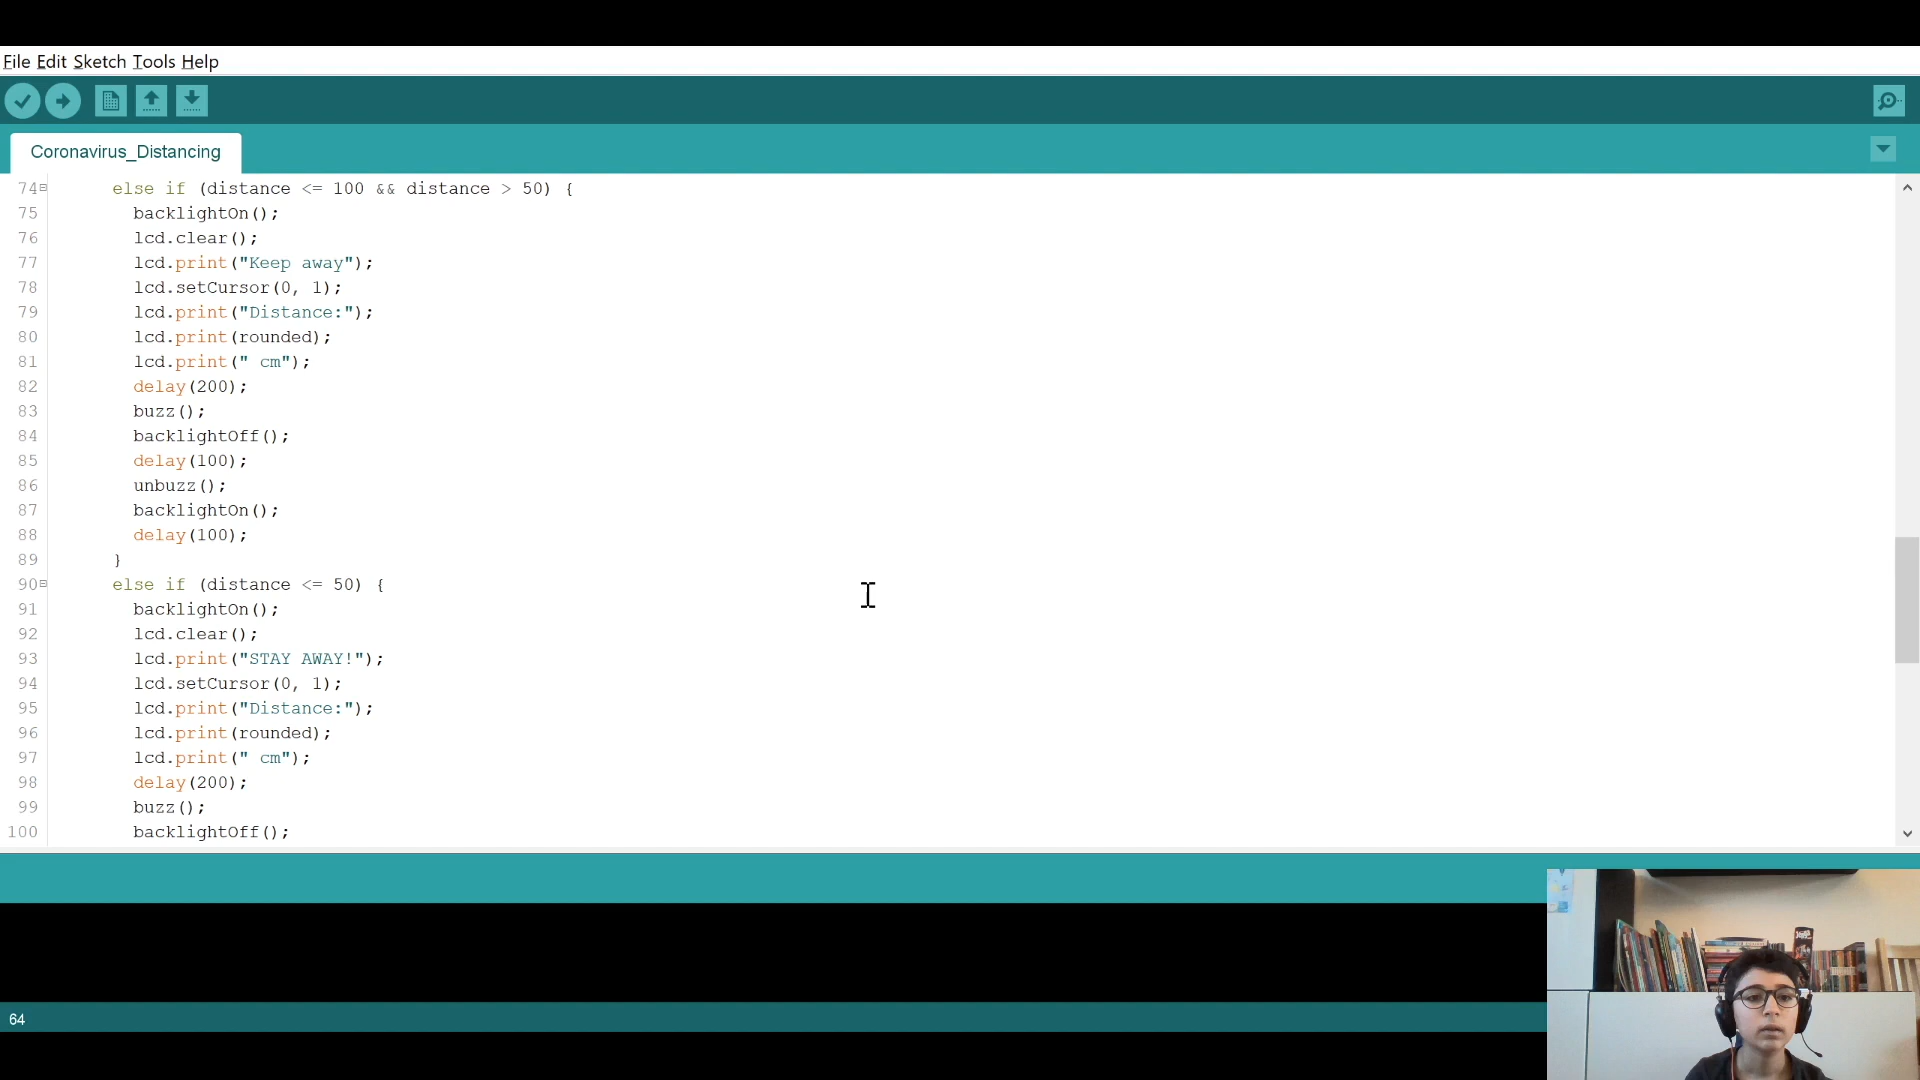 File Edit Sketch Tools Help
Coronavirus_Distancing
74 else if (distance <= 100 && distance > 50) {
75 backlightOn();
76 lcd.clear();
77 lcd.print("Keep away");
78 lcd.setCursor(0, 1);
79 lcd.print("Distance:");
80 lcd.print(rounded);
81 lcd.print(" cm");
82 delay(200);
83 buzz();
84 backlightOff();
85 delay(100);
86 unbuzz();
87 backlightOn();
88 delay(100);
89 }
90 else if (distance <= 50) {
91 backlightOn();
92 lcd.clear();
93 lcd.print("STAY AWAY!");
94 lcd.setCursor(0, 1);
95 lcd.print("Distance:");
96 lcd.print(rounded);
97 lcd.print(" cm");
98 delay(200);
99 buzz();
100 backlightOff();
64